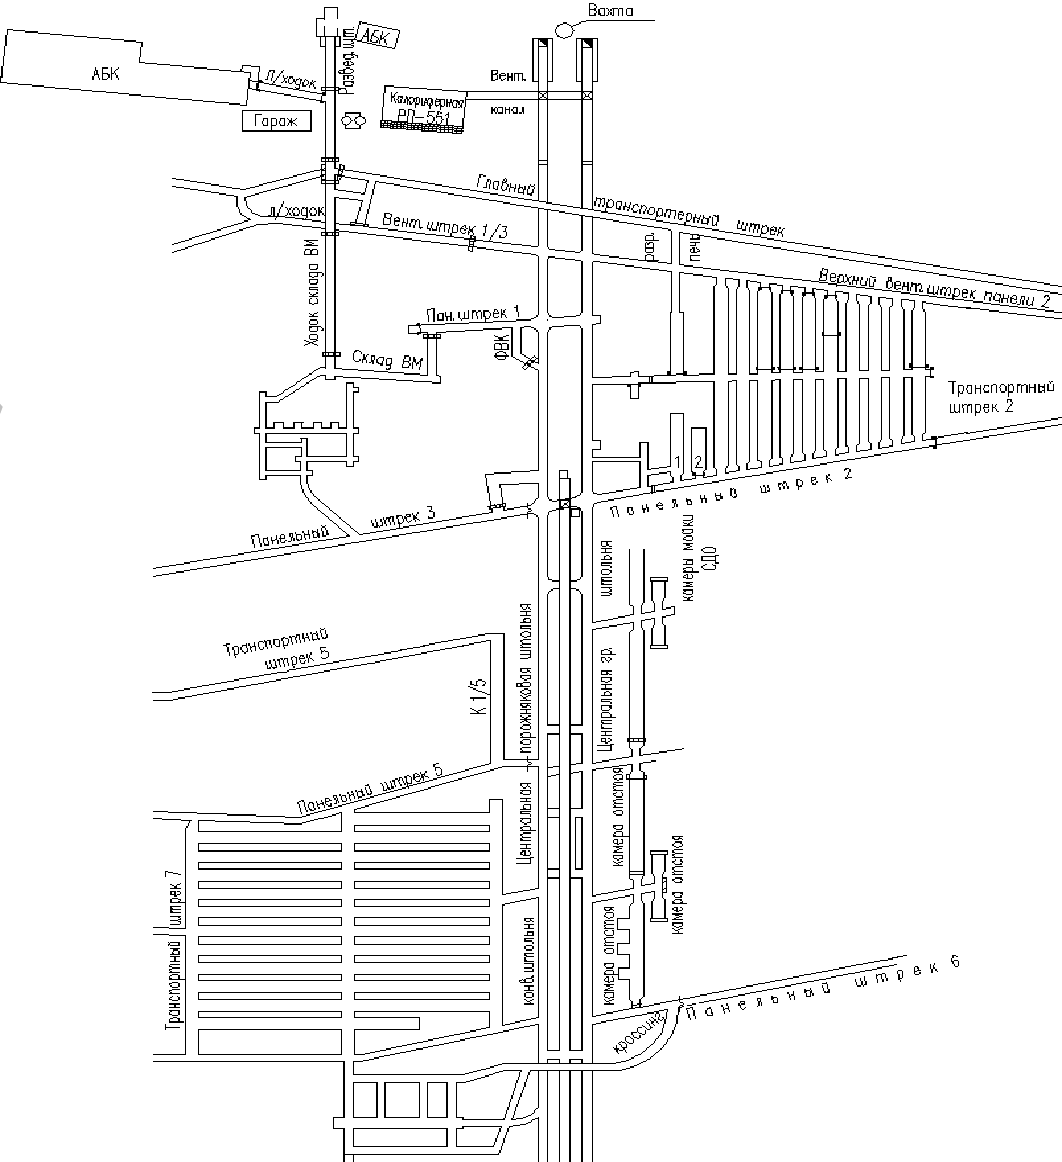 Вахта
АБК
АБК
Л/ходок
Вент.
канал
Калориферная
РП-551
Гараж
Главный транспортерный штрек
л/ходок
Вент. штрек 1/3
разр.
печь
Верхний вент. штрек панели 2
Ходок склада ВМ
Пан. штрек 1
ФВК
Склад ВМ
Транспортный
штрек 2
1
2
Панельный штрек 2
Панельный штрек 3
камеры мойки
СДО
Транспортный
штрек 5
К 1/5
Центральная порожняковая штольня
Центральная гр. штольня
Панельный штрек 5
камера отстоя
камера отстоя
камера отстоя
Транспортный штрек 7
конв. штольня
Панельный штрек 6
кроссинг